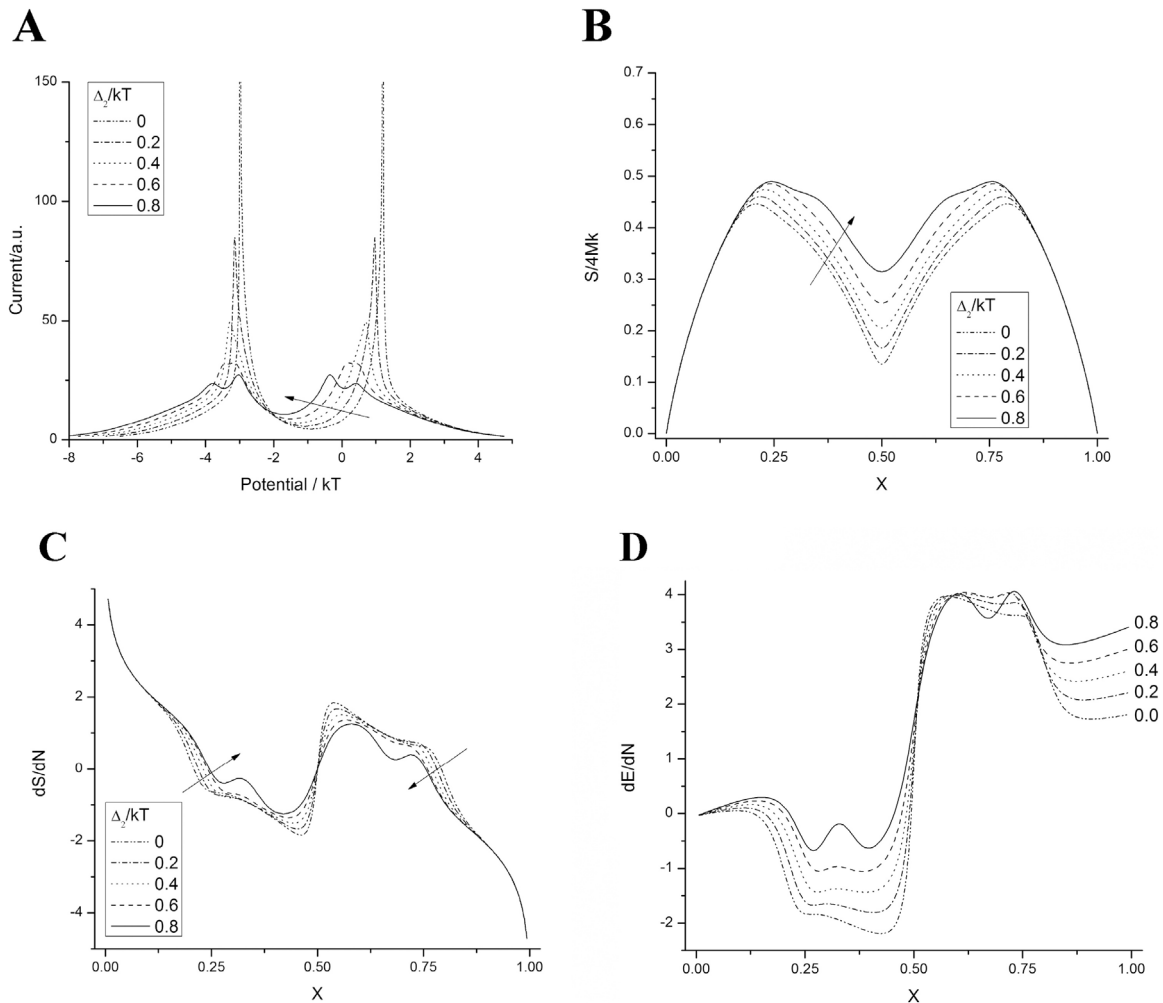 A
150
100
50
0
Current/a.u.
Δ2/kT
0
0.2
0.4
0.6
0.8
-8 -6 -4 -2 0 2 4
Potential / kT
B
0.7
0.6
0.5
0.4
0.3
0.2
0.1
0.0
S/4Mk
Δ2/kT
0
0.2
0.4
0.6
0.8
0.00 0.25 0.50 0.75 1.00
X
C
4
2
0
-2
-4
dS/dN
Δ2/kT
0
0.2
0.4
0.6
0.8
0.00 0.25 0.50 0.75 1.00
X
D
4
3
2
1
0
-1
-2
dE/dN
0.8
0.6
0.4
0.2
0.0
0.00 0.25 0.50 0.75 1.00
X